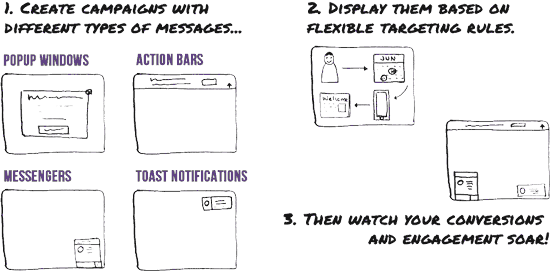 1. Create campaigns with
different types of messages...
POPUP WINDOWS
ACTION BARS
MESSENGERS
TOAST NOTIFICATIONS
2. Display them based on
flexible targeting rules.
JUN
Welcome
3. Then watch your conversions
and engagement soar!